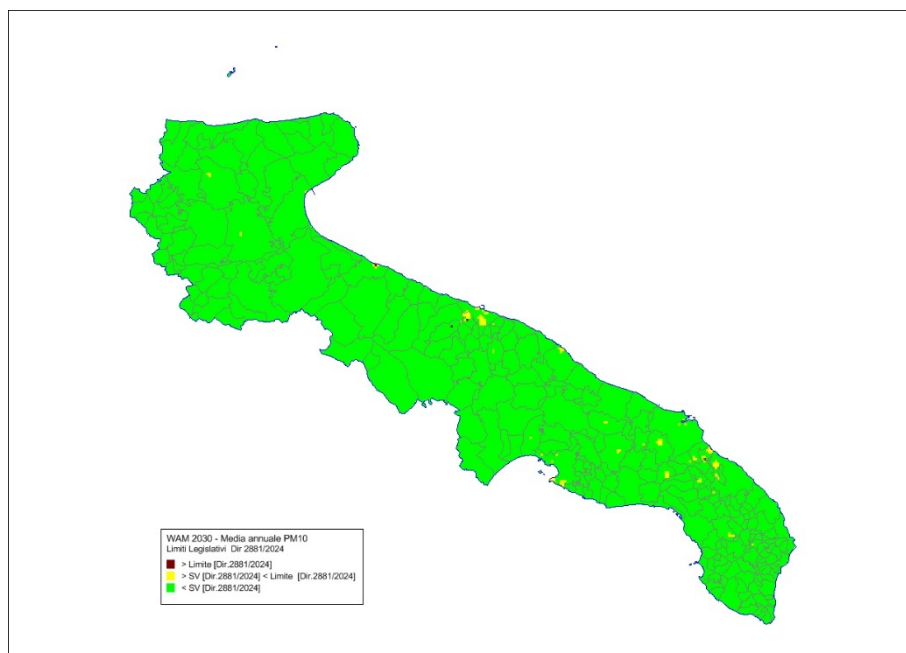 WAM 2030 - Media annuale PM10
Limiti Legislativi Dir 2881/2024
> Limite [Dir.2881/2024]
> SV [Dir.2881/2024] < Limite [Dir.2881/2024]
< SV [Dir.2881/2024]